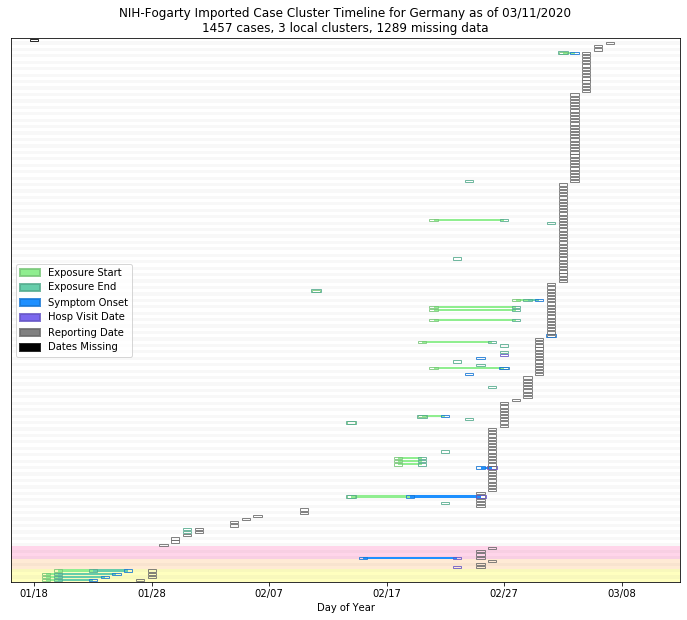 NIH-Fogarty Imported Case Cluster Timeline for Germany as of 03/11/2020
1457 cases, 3 local clusters, 1289 missing data
Exposure Start
Exposure End
Symptom Onset
Hosp Visit Date
Reporting Date
Dates Missing
01/18 01/28 02/07 02/17 02/27 03/08
Day of Year